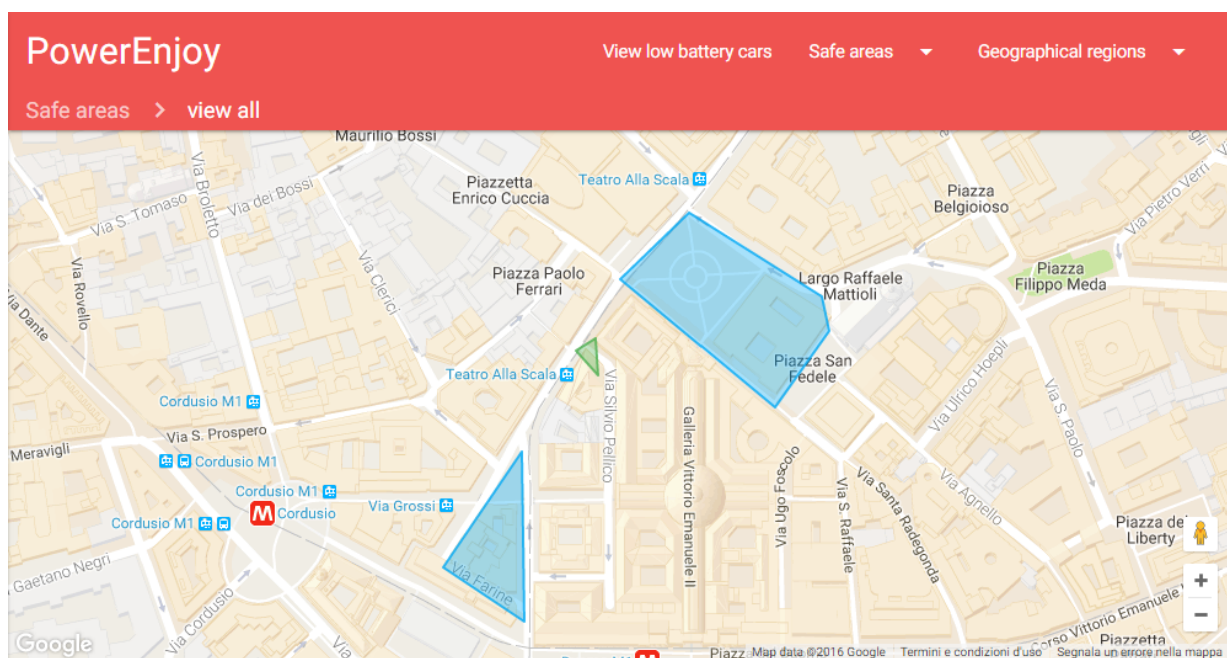 PowerEnjoy
View low battery cars
Safe areas
Geographical regions
Safe areas
view all
Maurilio Bossi
Via Broletto
Via dei Bossi
Via S. Tomaso
Piazzetta
Enrico Cuccia
Teatro Alla Scala
Piazza
Belgioioso
Via Pietro Verri
Via Rovello
Via Clerici
Piazza Paolo
Ferrari
Largo Raffaele
Mattioli
Piazza
Filippo Meda
Via Dante
Teatro Alla Scala
Piazza San
Fedele
Via Ulrico Hoepli
Via S. Paolo
Cordusio M1
Via Silvio Pellico
Galleria Vittorio Emanuele II
Via S. Prospero
Meravigli
Cordusio M1
Cordusio M1
M
Cordusio
Via Grossi
Cordusio M1
Via Ugo Foscolo
Via S. Raffaele
Via Santa Radegonda
Via Agnello
Piazza de
Liberty
Gaetano Negri
Via Farine
Via Cordusio
orso Vittorio Emanuele
Piazzetta
Google
Piazz
Map data ©2016 Google
Termini e condizioni d'uso
Segnala un errore nella mappa